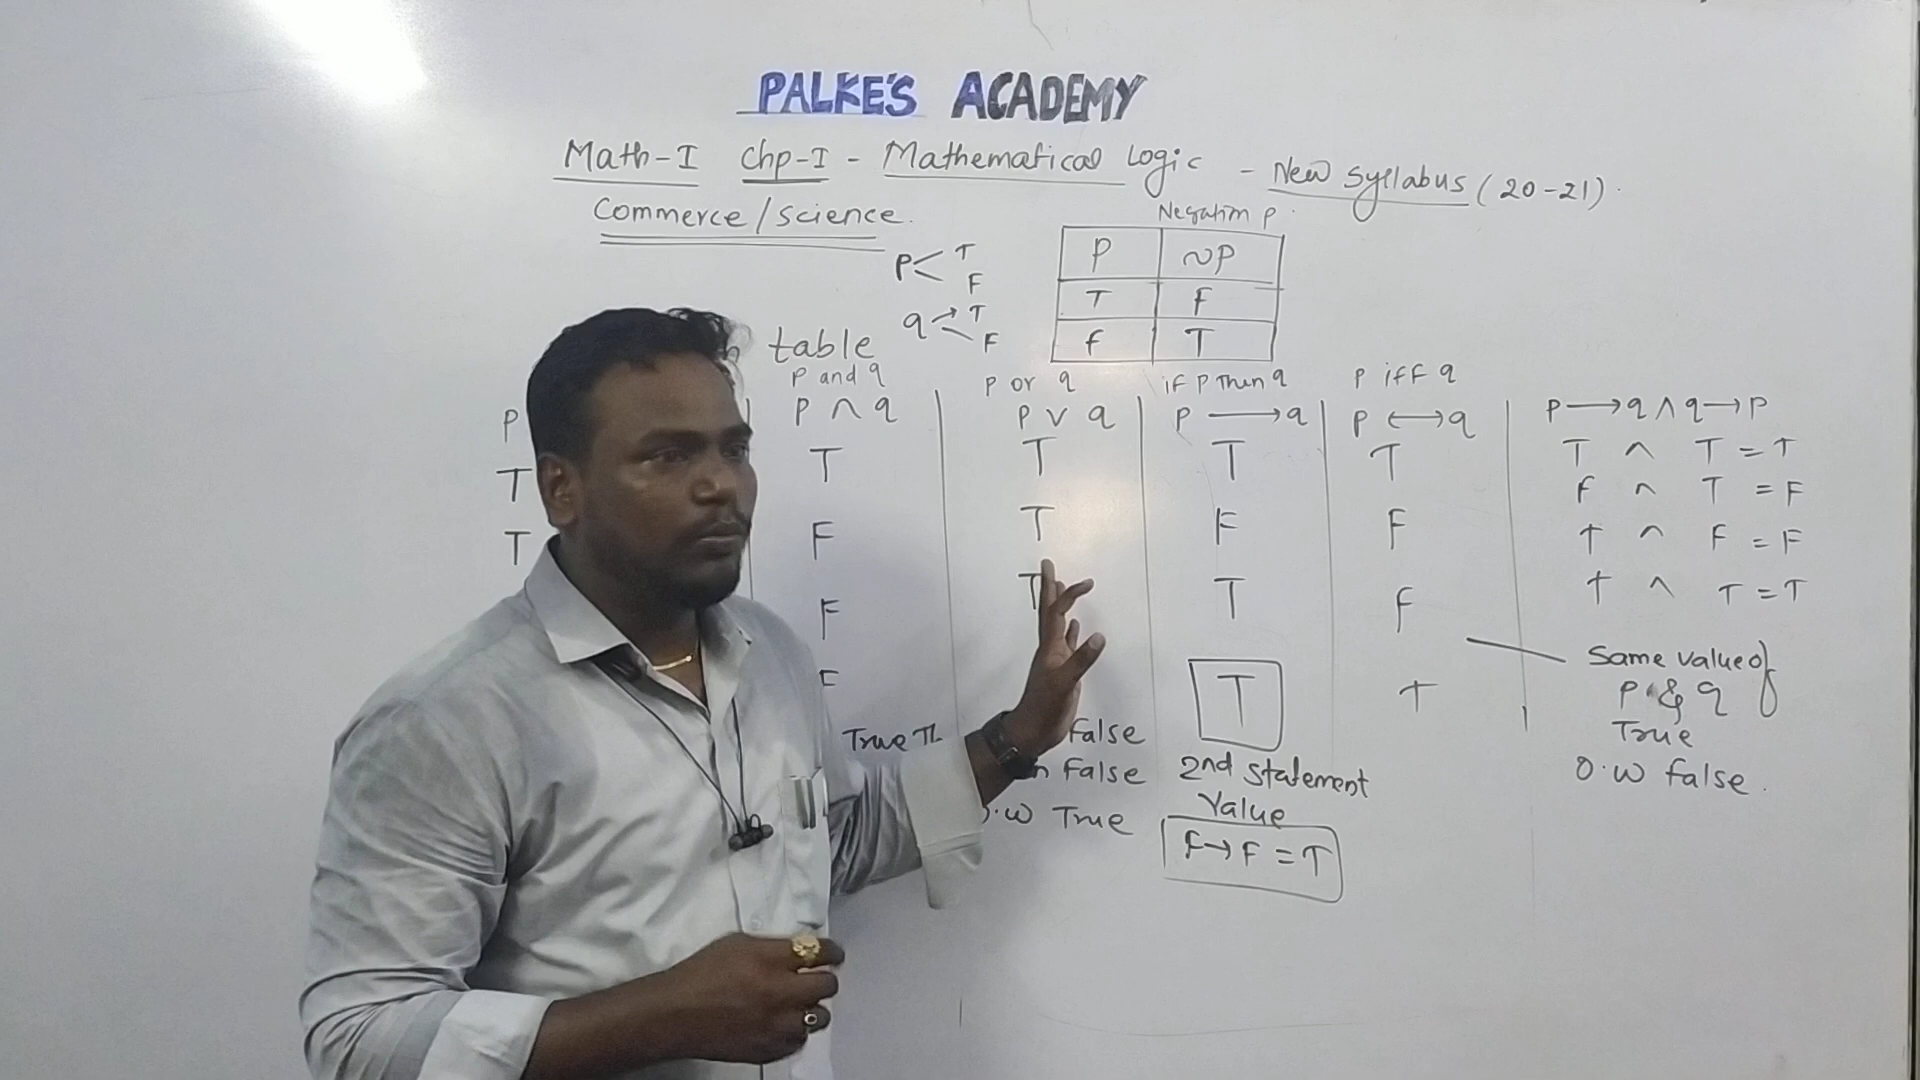 PALKE'S ACADEMY
Math-I Chp-I - Mathematical Logic - New Syllabus (20-21).
Commerce/Science.
Negation p.
p < T F
q T F
p ~p
T F
F T
table
p and q p or q if p then q p iff q
p p ∧ q p ∨ q p → q p ↔ q p → q ∧ q → p
T T T T T T ∧ T = T
T F T F F F ∧ T = F
F T T F T ∧ F = F
F T T T ∧ T = T
Same value of
p & q
True
O.W false.
True False
False
O.W True
2nd statement
Value
F → F = T